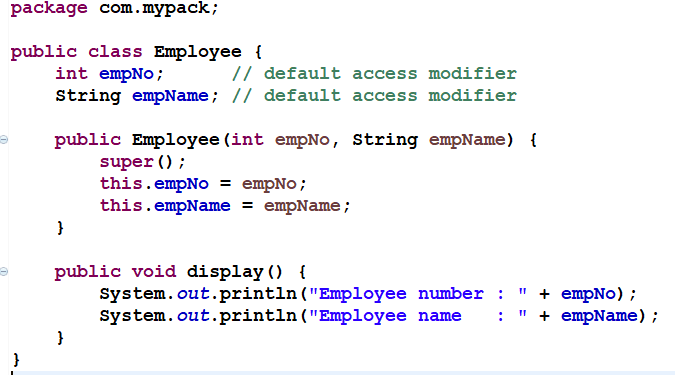 package com.mypack;
public class Employee {
    int empNo;      // default access modifier
    String empName; // default access modifier
    public Employee(int empNo, String empName) {
        super();
        this.empNo = empNo;
        this.empName = empName;
    }
    public void display() {
        System.out.println("Employee number : " + empNo);
        System.out.println("Employee name   : " + empName);
    }
}